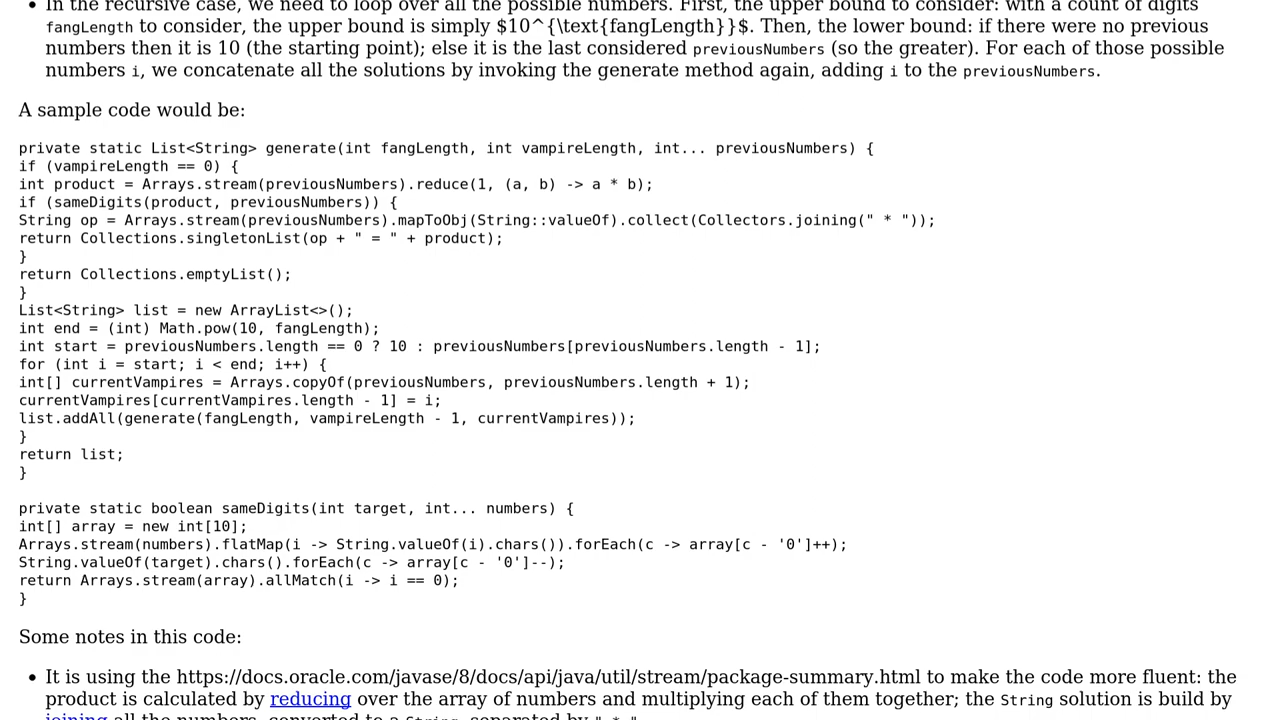 • In the recursive case, we need to loop over all the possible numbers. First, the upper bound to consider: with a count of digits
fangLength to consider, the upper bound is simply $10^{\text{fangLength}}$. Then, the lower bound: if there were no previous
numbers then it is 10 (the starting point); else it is the last considered previousNumbers (so the greater). For each of those possible
numbers i, we concatenate all the solutions by invoking the generate method again, adding i to the previousNumbers.
A sample code would be:
private static List<String> generate(int fangLength, int vampireLength, int... previousNumbers) {
if (vampireLength == 0) {
int product = Arrays.stream(previousNumbers).reduce(1, (a, b) -> a * b);
if (sameDigits(product, previousNumbers)) {
String op = Arrays.stream(previousNumbers).mapToObj(String::valueOf).collect(Collectors.joining(" * "));
return Collections.singletonList(op + " = " + product);
}
return Collections.emptyList();
}
List<String> list = new ArrayList<>();
int end = (int) Math.pow(10, fangLength);
int start = previousNumbers.length == 0 ? 10 : previousNumbers[previousNumbers.length - 1];
for (int i = start; i < end; i++) {
int[] currentVampires = Arrays.copyOf(previousNumbers, previousNumbers.length + 1);
currentVampires[currentVampires.length - 1] = i;
list.addAll(generate(fangLength, vampireLength - 1, currentVampires));
}
return list;
}
private static boolean sameDigits(int target, int... numbers) {
int[] array = new int[10];
Arrays.stream(numbers).flatMap(i -> String.valueOf(i).chars()).forEach(c -> array[c - '0']++);
String.valueOf(target).chars().forEach(c -> array[c - '0']--);
return Arrays.stream(array).allMatch(i -> i == 0);
}
Some notes in this code:
• It is using the https://docs.oracle.com/javase/8/docs/api/java/util/stream/package-summary.html to make the code more fluent: the
product is calculated by reducing over the array of numbers and multiplying each of them together; the String solution is build by
joining all the numbers, converted to a String, separated by " * "